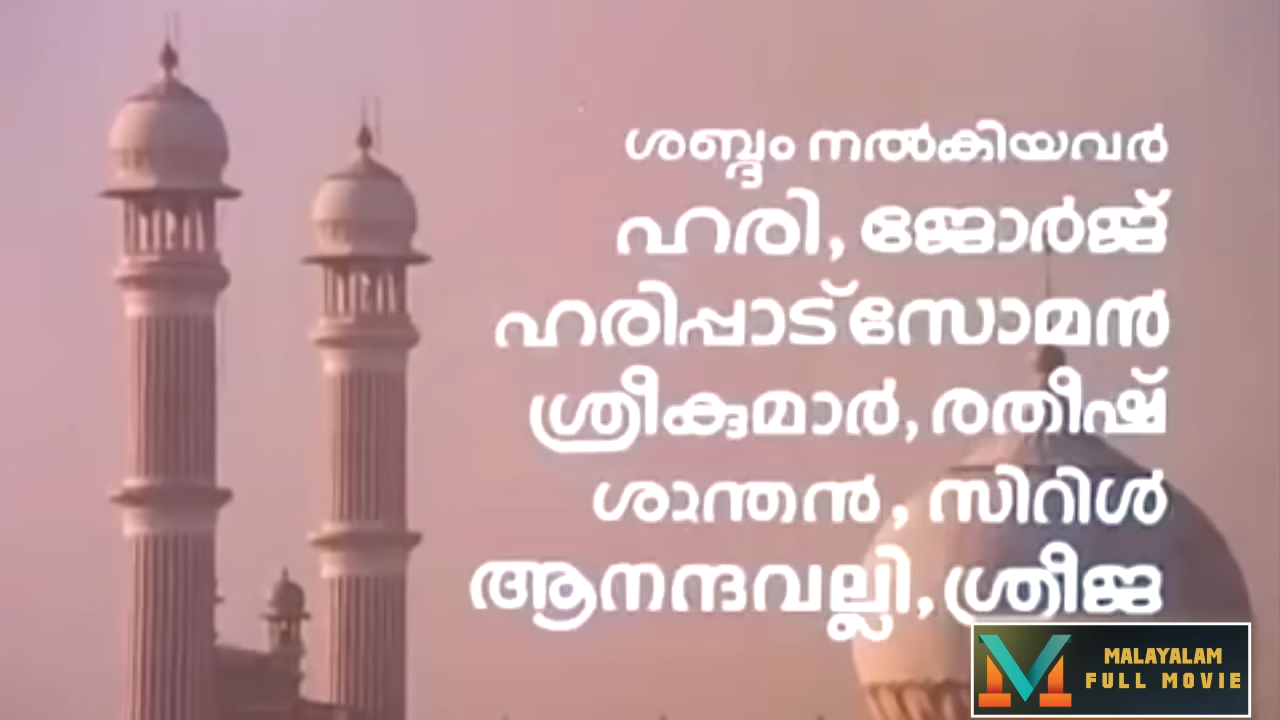 ശബ്ദം നൽകിയവർ
ഹരി, ജോർജ്
ഹരിപ്പാട് സോമൻ
ശ്രീകുമാർ, രതീഷ്
ശാന്തൻ, സിറിൾ
ആനന്ദവല്ലി, ശ്രീജ
MALAYALAM
FULL MOVIE